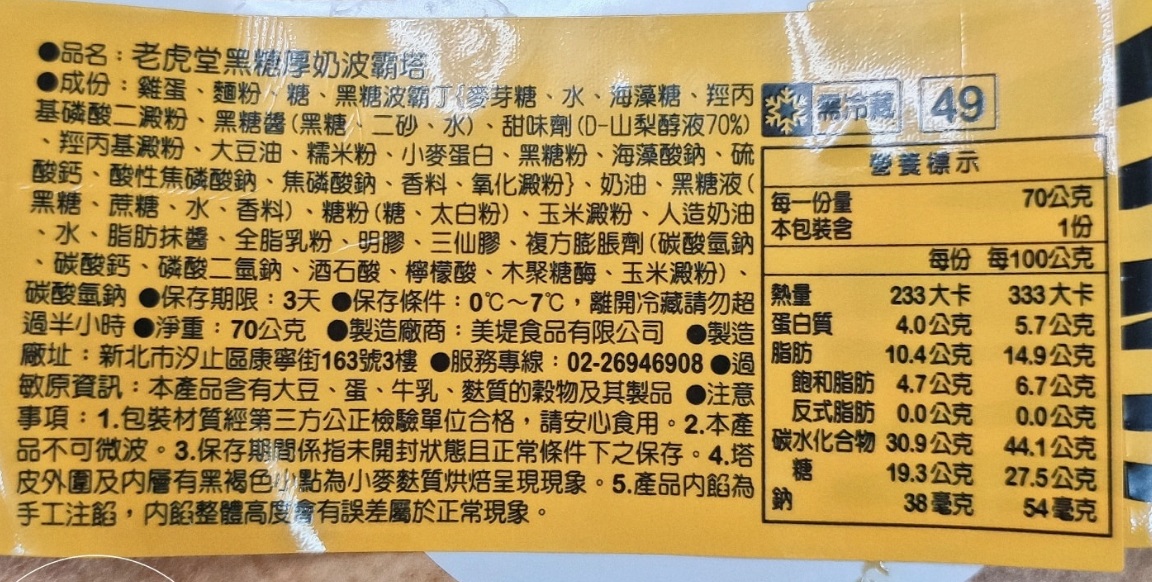 ●品名：老虎堂黑糖厚奶波霸塔
●成份：雞蛋、麵粉、糖、黑糖波霸丁{麥芽糖、水、海藻糖、羥丙
基磷酸二澱粉、黑糖醬(黑糖、二砂、水)、甜味劑(D-山梨醇液70%)
、羥丙基澱粉、大豆油、糯米粉、小麥蛋白、黑糖粉、海藻酸鈉、硫
酸鈣、酸性焦磷酸鈉、焦磷酸鈉、香料、氧化澱粉}、奶油、黑糖液(
黑糖、蔗糖、水、香料)、糖粉(糖、太白粉)、玉米澱粉、人造奶油
、水、脂肪抹醬、全脂乳粉、明膠、三仙膠、複方膨脹劑(碳酸氫鈉
、碳酸鈣、磷酸二氫鈉、酒石酸、檸檬酸、木聚糖酶、玉米澱粉)、
碳酸氫鈉 ●保存期限：3天 ●保存條件：0℃～7℃，離開冷藏請勿超
過半小時 ●淨重：70公克 ●製造廠商：美堤食品有限公司 ●製造
廠址：新北市汐止區康寧街163號3樓 ●服務專線：02-26946908 ●過
敏原資訊：本產品含有大豆、蛋、牛乳、麩質的穀物及其製品 ●注意
事項：1.包裝材質經第三方公正檢驗單位合格，請安心食用。2.本產
品不可微波。3.保存期間係指未開封狀態且正常條件下之保存。4.塔
皮外圍及內層有黑褐色小點為小麥麩質烘焙呈現現象。5.產品內餡為
手工注餡，內餡整體高度會有誤差屬於正常現象。
需冷藏 49
營養標示
每一份量 70公克
本包裝含 1份
每份 每100公克
熱量 233大卡 333大卡
蛋白質 4.0公克 5.7公克
脂肪 10.4公克 14.9公克
飽和脂肪 4.7公克 6.7公克
反式脂肪 0.0公克 0.0公克
碳水化合物 30.9公克 44.1公克
糖 19.3公克 27.5公克
鈉 38毫克 54毫克